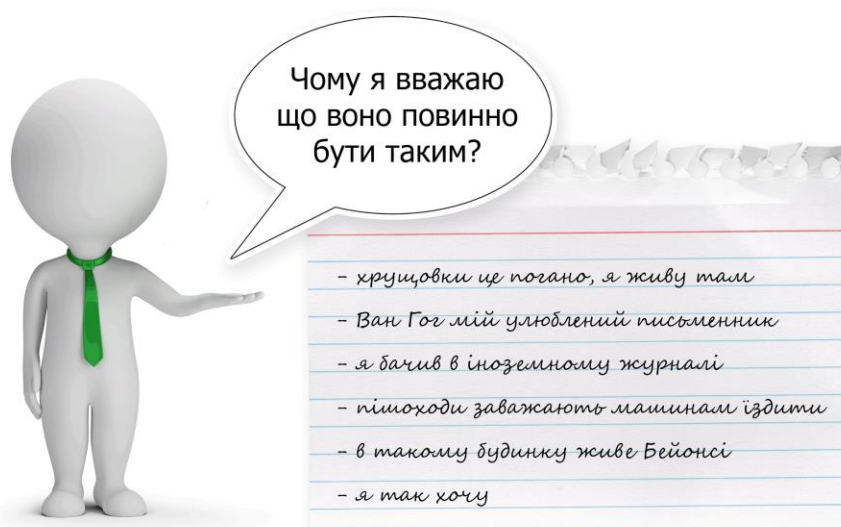 Чому я вважаю
що воно повинно
бути таким?
- хрущовки це погано, я живу там
- Ван Гог мій улюблений письменник
- я бачив в іноземному журналі
- пішоходи заважають машинам їздити
- в такому будинку живе Бейонсі
- я так хочу